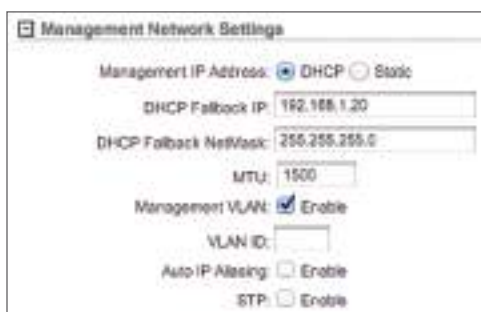 Management Network Settings
Management IP Address: DHCP Static
DHCP Fallback IP: 192.168.1.20
DHCP Fallback NetMask: 255.255.255.0
MTU: 1500
Management VLAN: Enable
VLAN ID:
Auto IP Aliasing: Enable
STP: Enable